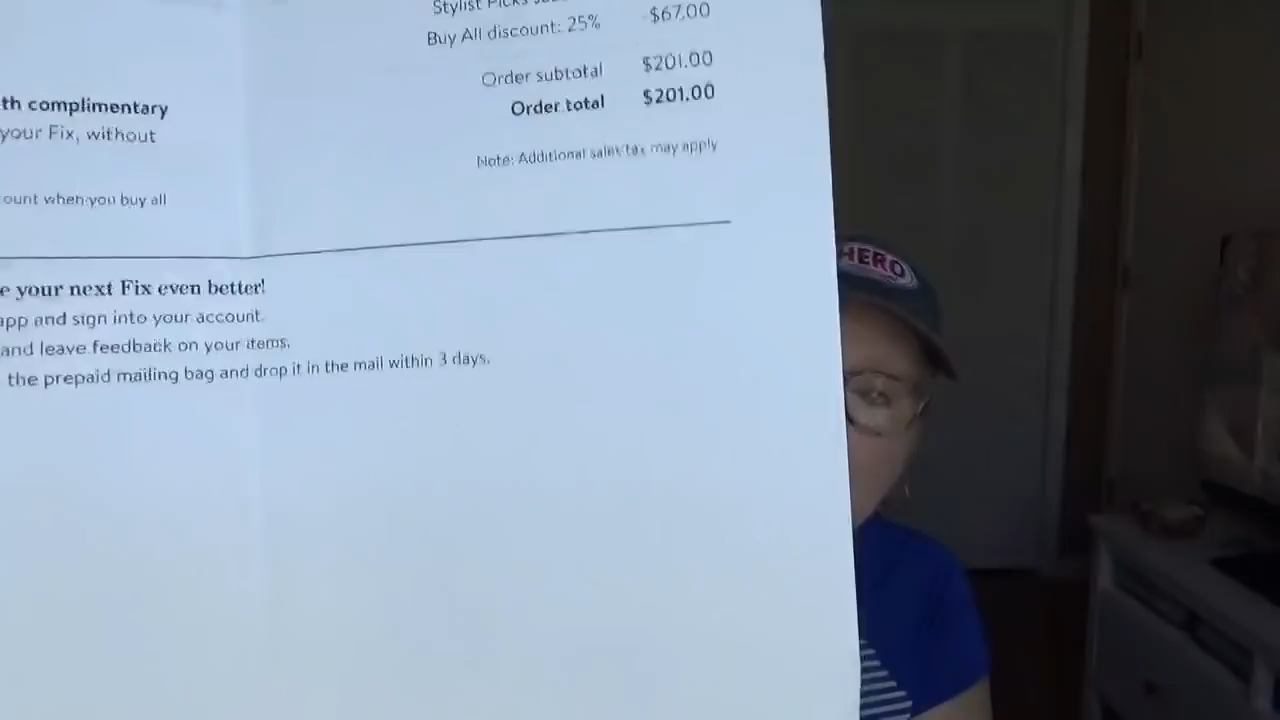 Stylist Picks
Buy All discount: 25% -$67.00
Order subtotal $201.00
Order total $201.00
Note: Additional sales tax may apply
th complimentary
your Fix, without
ount when you buy all
e your next Fix even better!
app and sign into your account.
and leave feedback on your items.
the prepaid mailing bag and drop it in the mail within 3 days.
HERO